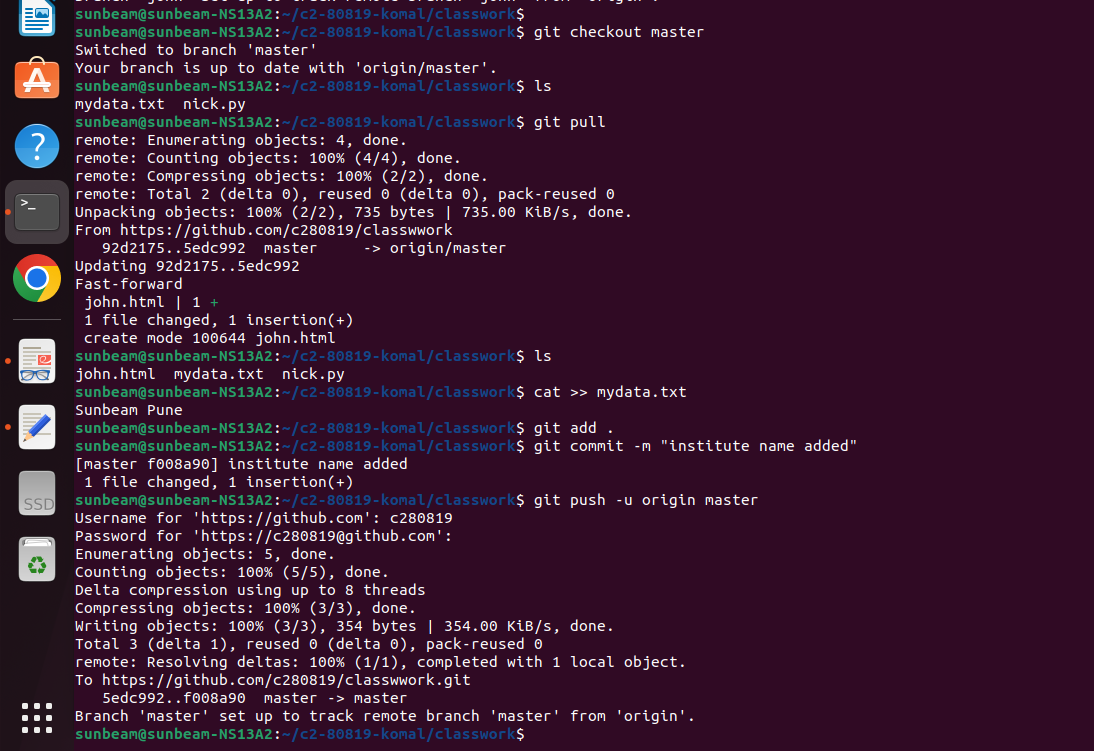 sunbeam@sunbeam-NS13A2:~/c2-80819-komal/classwork$
sunbeam@sunbeam-NS13A2:~/c2-80819-komal/classwork$ git checkout master
Switched to branch 'master'
Your branch is up to date with 'origin/master'.
sunbeam@sunbeam-NS13A2:~/c2-80819-komal/classwork$ ls
mydata.txt  nick.py
sunbeam@sunbeam-NS13A2:~/c2-80819-komal/classwork$ git pull
remote: Enumerating objects: 4, done.
remote: Counting objects: 100% (4/4), done.
remote: Compressing objects: 100% (2/2), done.
remote: Total 2 (delta 0), reused 0 (delta 0), pack-reused 0
Unpacking objects: 100% (2/2), 735 bytes | 735.00 KiB/s, done.
From https://github.com/c280819/classwwork
   92d2175..5edc992  master     -> origin/master
Updating 92d2175..5edc992
Fast-forward
 john.html | 1 +
 1 file changed, 1 insertion(+)
 create mode 100644 john.html
sunbeam@sunbeam-NS13A2:~/c2-80819-komal/classwork$ ls
john.html  mydata.txt  nick.py
sunbeam@sunbeam-NS13A2:~/c2-80819-komal/classwork$ cat >> mydata.txt
Sunbeam Pune
sunbeam@sunbeam-NS13A2:~/c2-80819-komal/classwork$ git add .
sunbeam@sunbeam-NS13A2:~/c2-80819-komal/classwork$ git commit -m "institute name added"
[master f008a90] institute name added
 1 file changed, 1 insertion(+)
sunbeam@sunbeam-NS13A2:~/c2-80819-komal/classwork$ git push -u origin master
Username for 'https://github.com': c280819
Password for 'https://c280819@github.com':
Enumerating objects: 5, done.
Counting objects: 100% (5/5), done.
Delta compression using up to 8 threads
Compressing objects: 100% (3/3), done.
Writing objects: 100% (3/3), 354 bytes | 354.00 KiB/s, done.
Total 3 (delta 1), reused 0 (delta 0), pack-reused 0
remote: Resolving deltas: 100% (1/1), completed with 1 local object.
To https://github.com/c280819/classwwork.git
   5edc992..f008a90  master -> master
Branch 'master' set up to track remote branch 'master' from 'origin'.
sunbeam@sunbeam-NS13A2:~/c2-80819-komal/classwork$
SSD